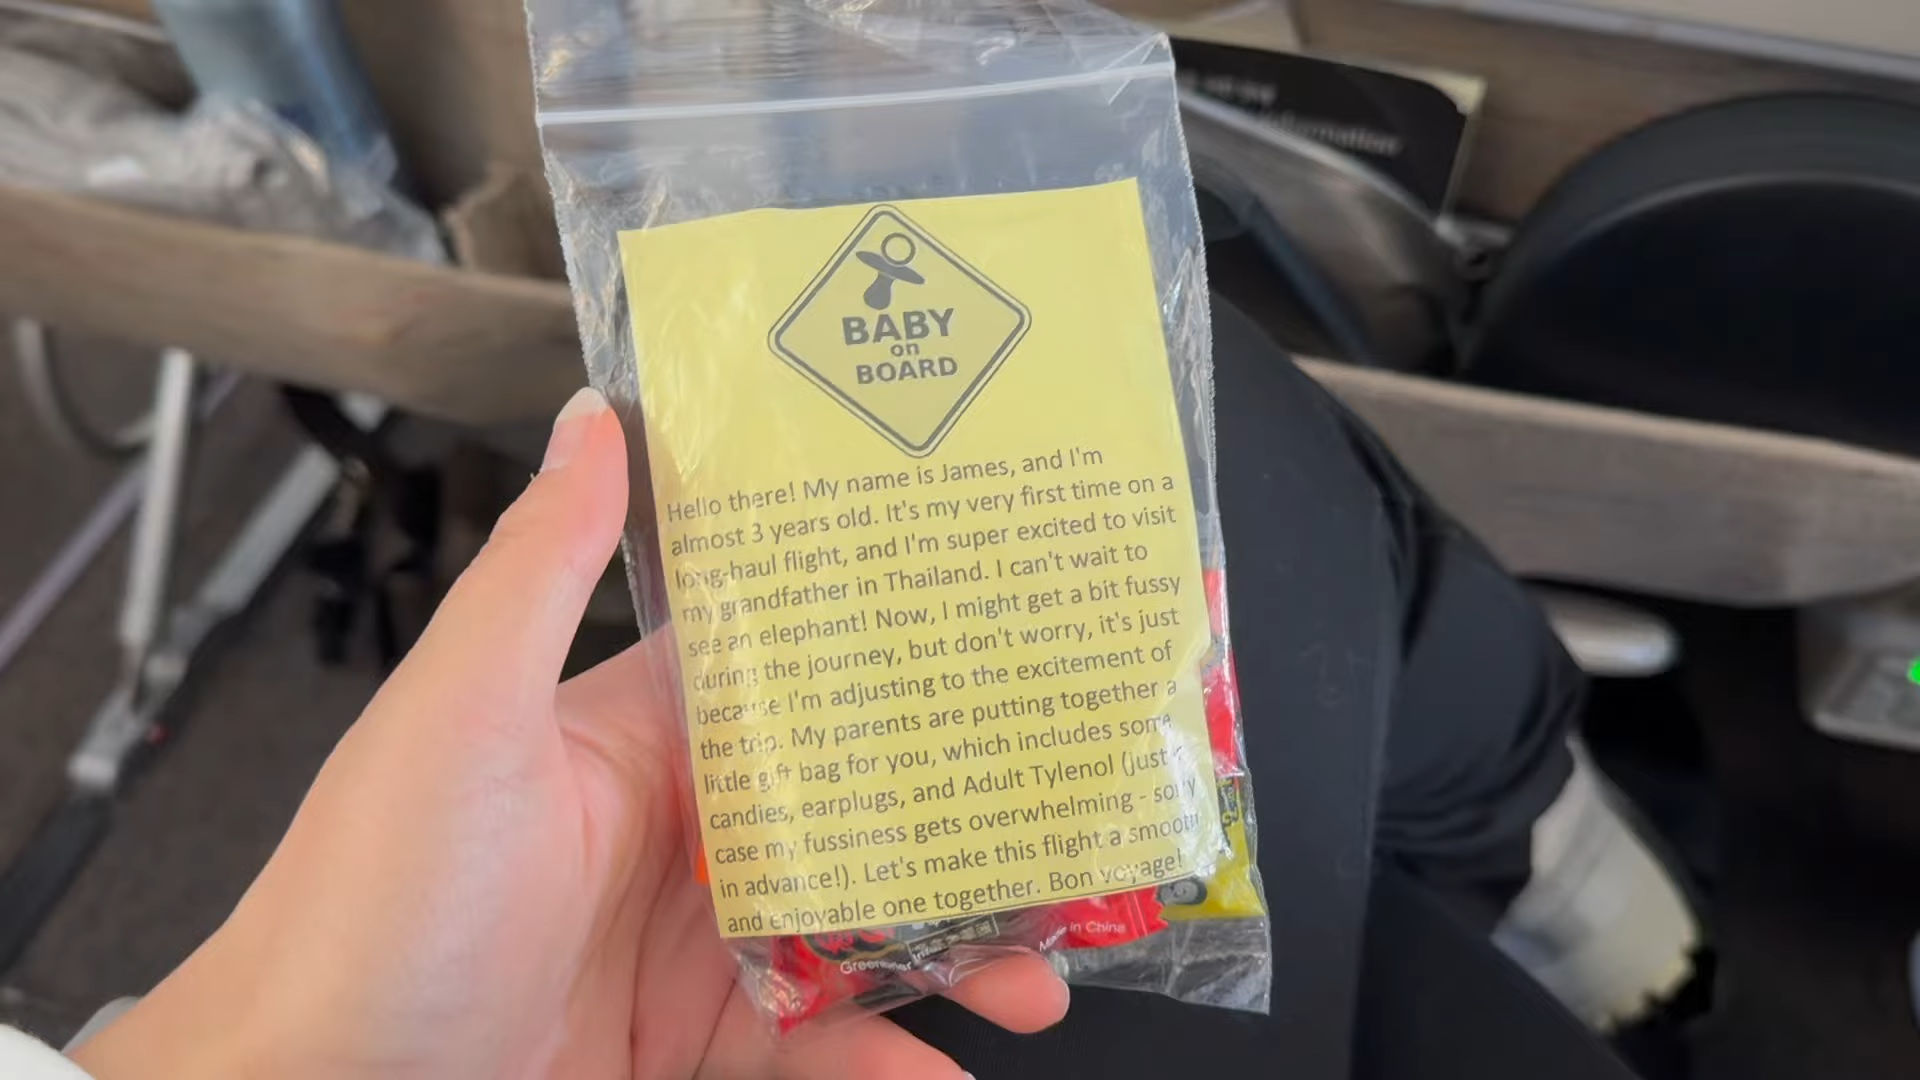 information
BABY
on
BOARD
Hello there! My name is James, and I'm
almost 3 years old. It's my very first time on a
long-haul flight, and I'm super excited to visit
my grandfather in Thailand. I can't wait to
see an elephant! Now, I might get a bit fussy
during the journey, but don't worry, it's just
because I'm adjusting to the excitement of
the trip. My parents are putting together a
little gift bag for you, which includes some
candies, earplugs, and Adult Tylenol (just
case my fussiness gets overwhelming - sorry
in advance!). Let's make this flight a smooth
and enjoyable one together. Bon voyage!
Made in China